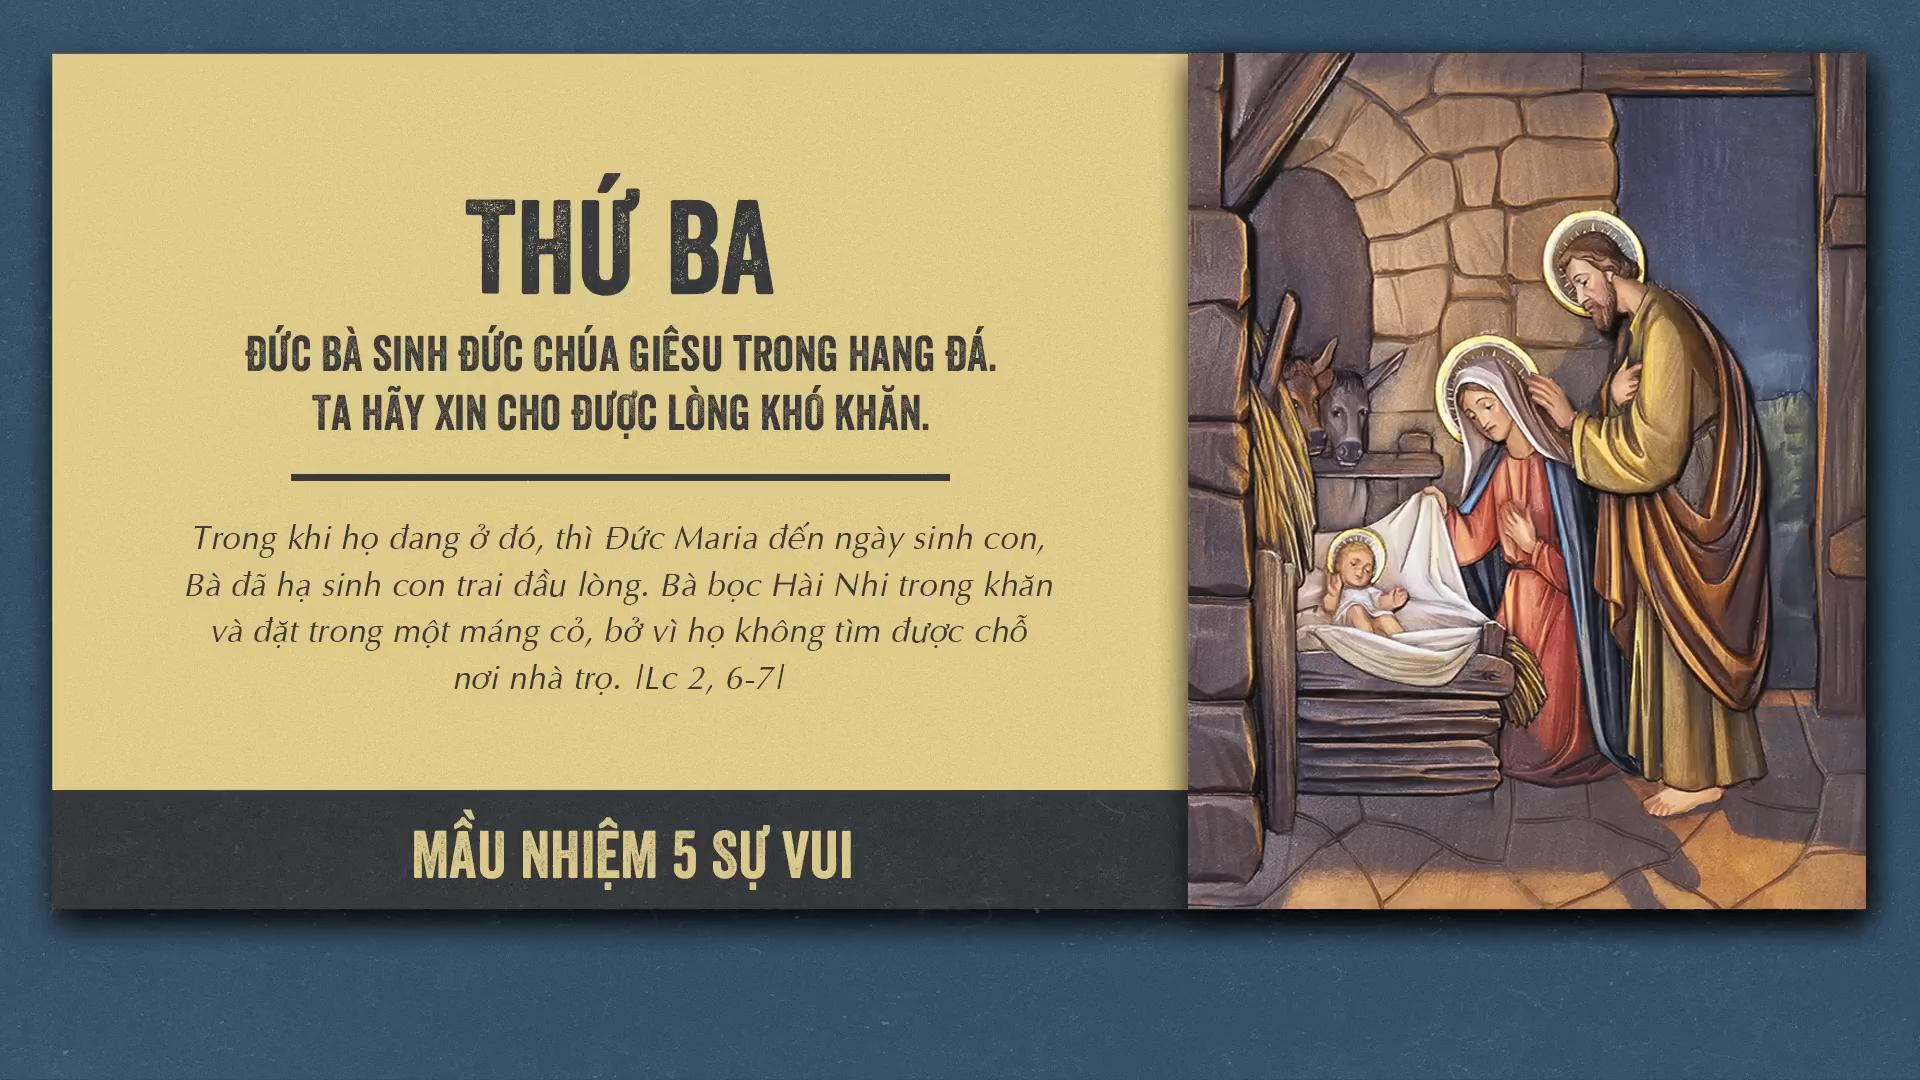 THỨ BA
ĐỨC BÀ SINH ĐỨC CHÚA GIÊSU TRONG HANG ĐÁ.
TA HÃY XIN CHO ĐƯỢC LÒNG KHÓ KHĂN.
Trong khi họ đang ở đó, thì Đức Maria đến ngày sinh con,
Bà đã hạ sinh con trai đầu lòng. Bà bọc Hài Nhi trong khăn
và đặt trong một máng cỏ, bở vì họ không tìm được chỗ
nơi nhà trọ. |Lc 2, 6-7|
MẦU NHIỆM 5 SỰ VUI